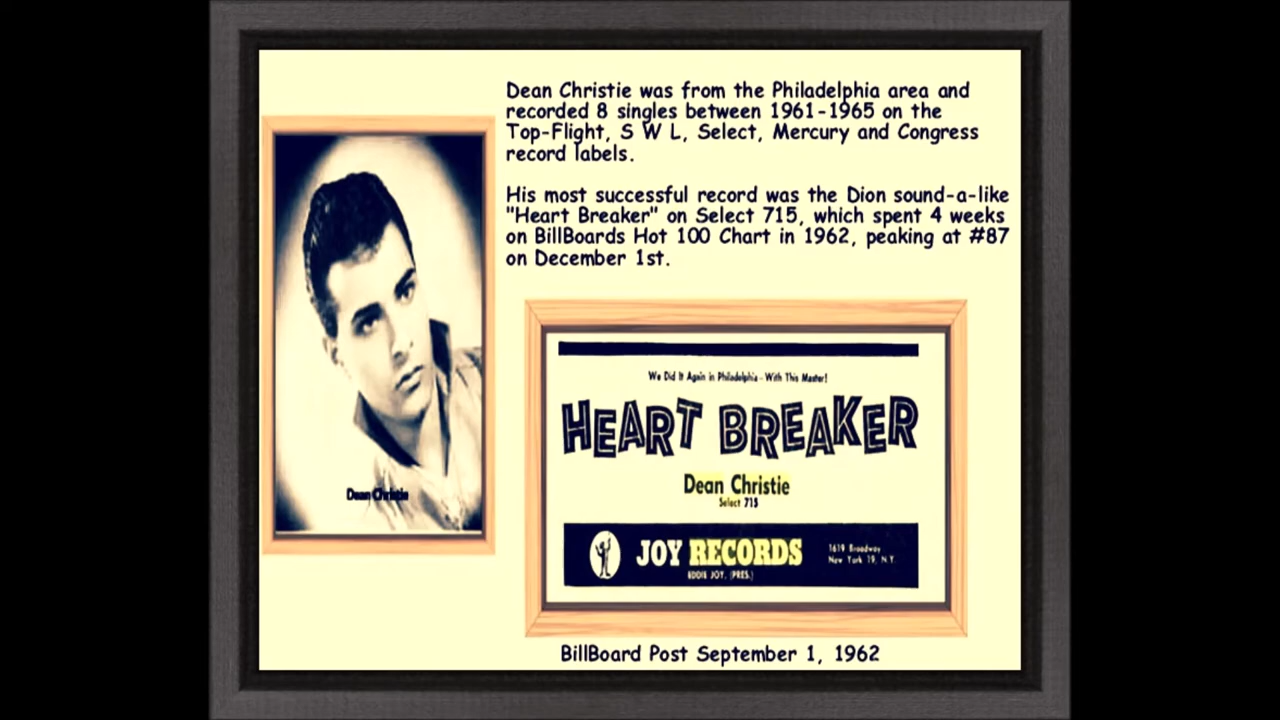 Dean Christie was from the Philadelphia area and
recorded 8 singles between 1961-1965 on the
Top-Flight, S W L, Select, Mercury and Congress
record labels.
His most successful record was the Dion sound-a-like
"Heart Breaker" on Select 715, which spent 4 weeks
on BillBoards Hot 100 Chart in 1962, peaking at #87
on December 1st.
Dean Christie
We Did It Again in Philadelphia - With This Master!
HEART BREAKER
Dean Christie
Select 715
JOY RECORDS
EDDIE JOY, (PRES.)
1619 Broadway
New York 19, N.Y.
BillBoard Post September 1, 1962